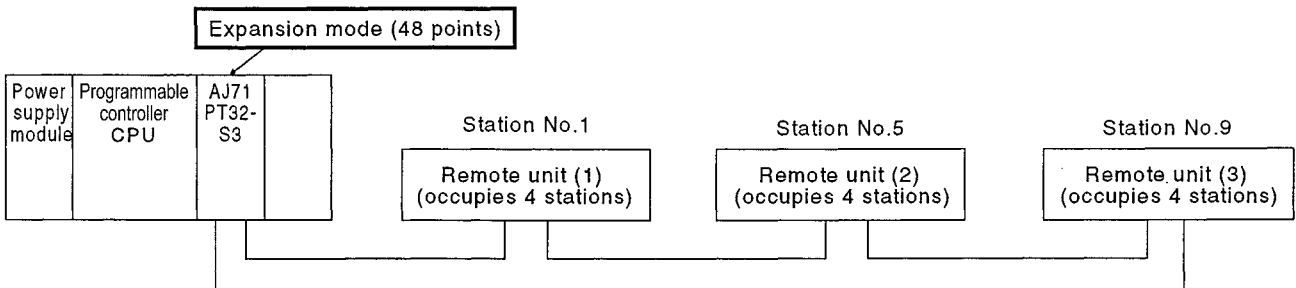 Expansion mode (48 points)
Power
supply
module
Programmable
controller
CPU
AJ71
PT32-
S3
Station No.1
Remote unit (1)
(occupies 4 stations)
Station No.5
Remote unit (2)
(occupies 4 stations)
Station No.9
Remote unit (3)
(occupies 4 stations)